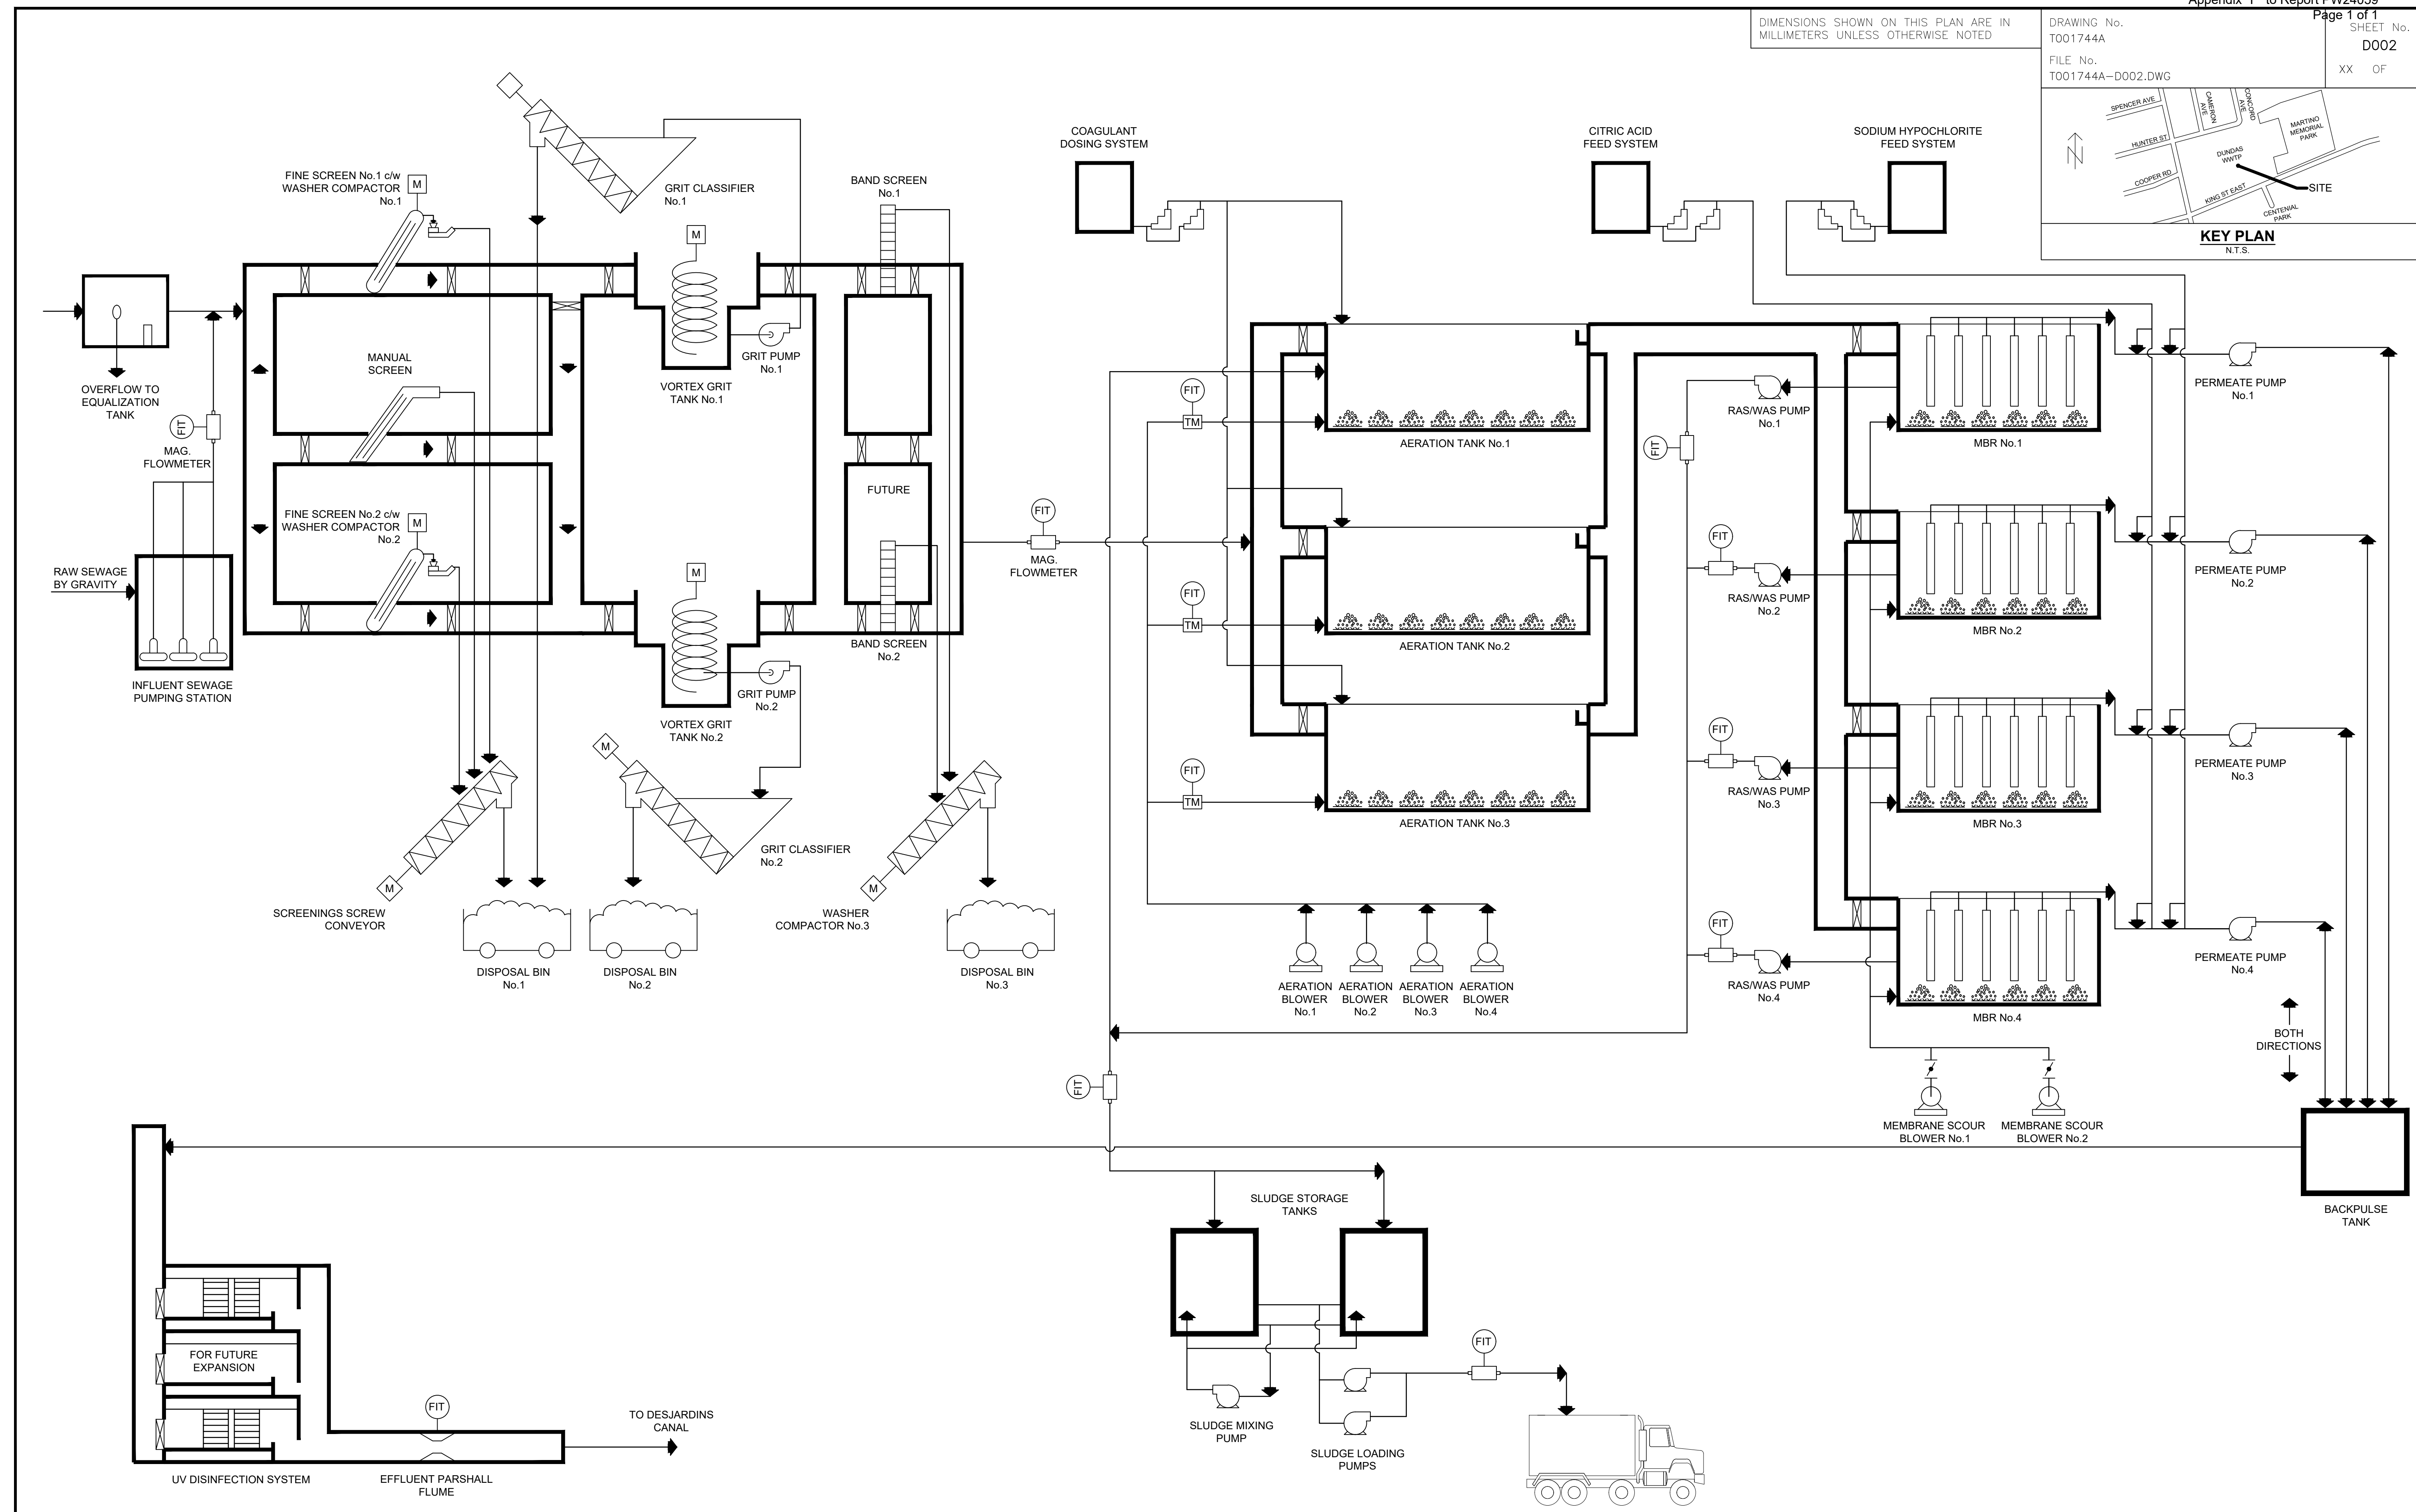 Appendix "F" to Report PW24059
Page 1 of 1
DIMENSIONS SHOWN ON THIS PLAN ARE IN
MILLIMETERS UNLESS OTHERWISE NOTED
DRAWING No.
T001744A
FILE No.
T001744A-D002.DWG
SHEET No.
D002
XX OF
SPENCER AVE
CAMERON
AVE
CONCORD
AVE
HUNTER ST
MARTINO
MEMORIAL
PARK
DUNDAS
WWTP
COOPER RD
KING ST EAST
SITE
CENTENIAL
PARK
N
KEY PLAN
N.T.S.
COAGULANT
DOSING SYSTEM
CITRIC ACID
FEED SYSTEM
SODIUM HYPOCHLORITE
FEED SYSTEM
FINE SCREEN No.1 c/w
WASHER COMPACTOR
No.1
M
GRIT CLASSIFIER
No.1
BAND SCREEN
No.1
M
MANUAL
SCREEN
GRIT PUMP
No.1
VORTEX GRIT
TANK No.1
OVERFLOW TO
EQUALIZATION
TANK
FIT
MAG.
FLOWMETER
FUTURE
FINE SCREEN No.2 c/w
WASHER COMPACTOR
No.2
M
RAW SEWAGE
BY GRAVITY
M
BAND SCREEN
No.2
INFLUENT SEWAGE
PUMPING STATION
GRIT PUMP
No.2
VORTEX GRIT
TANK No.2
M
GRIT CLASSIFIER
No.2
M
SCREENINGS SCREW
CONVEYOR
M
WASHER
COMPACTOR No.3
DISPOSAL BIN
No.1
DISPOSAL BIN
No.2
DISPOSAL BIN
No.3
FIT
MAG.
FLOWMETER
FIT
TM
AERATION TANK No.1
FIT
TM
AERATION TANK No.2
FIT
TM
AERATION TANK No.3
AERATION
BLOWER
No.1
AERATION
BLOWER
No.2
AERATION
BLOWER
No.3
AERATION
BLOWER
No.4
FIT
RAS/WAS PUMP
No.1
FIT
RAS/WAS PUMP
No.2
FIT
RAS/WAS PUMP
No.3
FIT
RAS/WAS PUMP
No.4
MBR No.1
MBR No.2
MBR No.3
MBR No.4
PERMEATE PUMP
No.1
PERMEATE PUMP
No.2
PERMEATE PUMP
No.3
PERMEATE PUMP
No.4
BOTH
DIRECTIONS
MEMBRANE SCOUR
BLOWER No.1
MEMBRANE SCOUR
BLOWER No.2
BACKPULSE
TANK
FIT
SLUDGE STORAGE
TANKS
FIT
SLUDGE MIXING
PUMP
SLUDGE LOADING
PUMPS
FOR FUTURE
EXPANSION
FIT
TO DESJARDINS
CANAL
UV DISINFECTION SYSTEM
EFFLUENT PARSHALL
FLUME